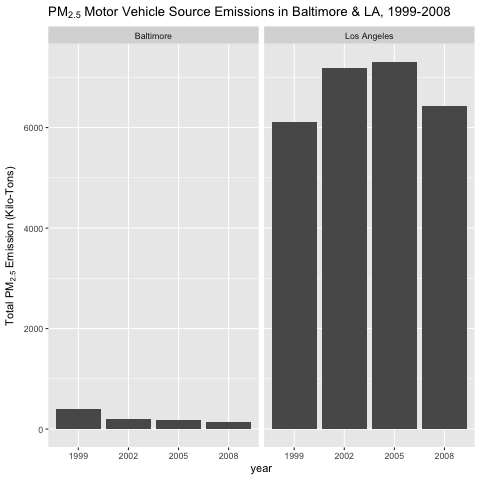 PM2.5 Motor Vehicle Source Emissions in Baltimore & LA, 1999-2008
Baltimore
Los Angeles
Total PM2.5 Emission (Kilo-Tons)
6000
4000
2000
0
1999 2002 2005 2008
1999 2002 2005 2008
year